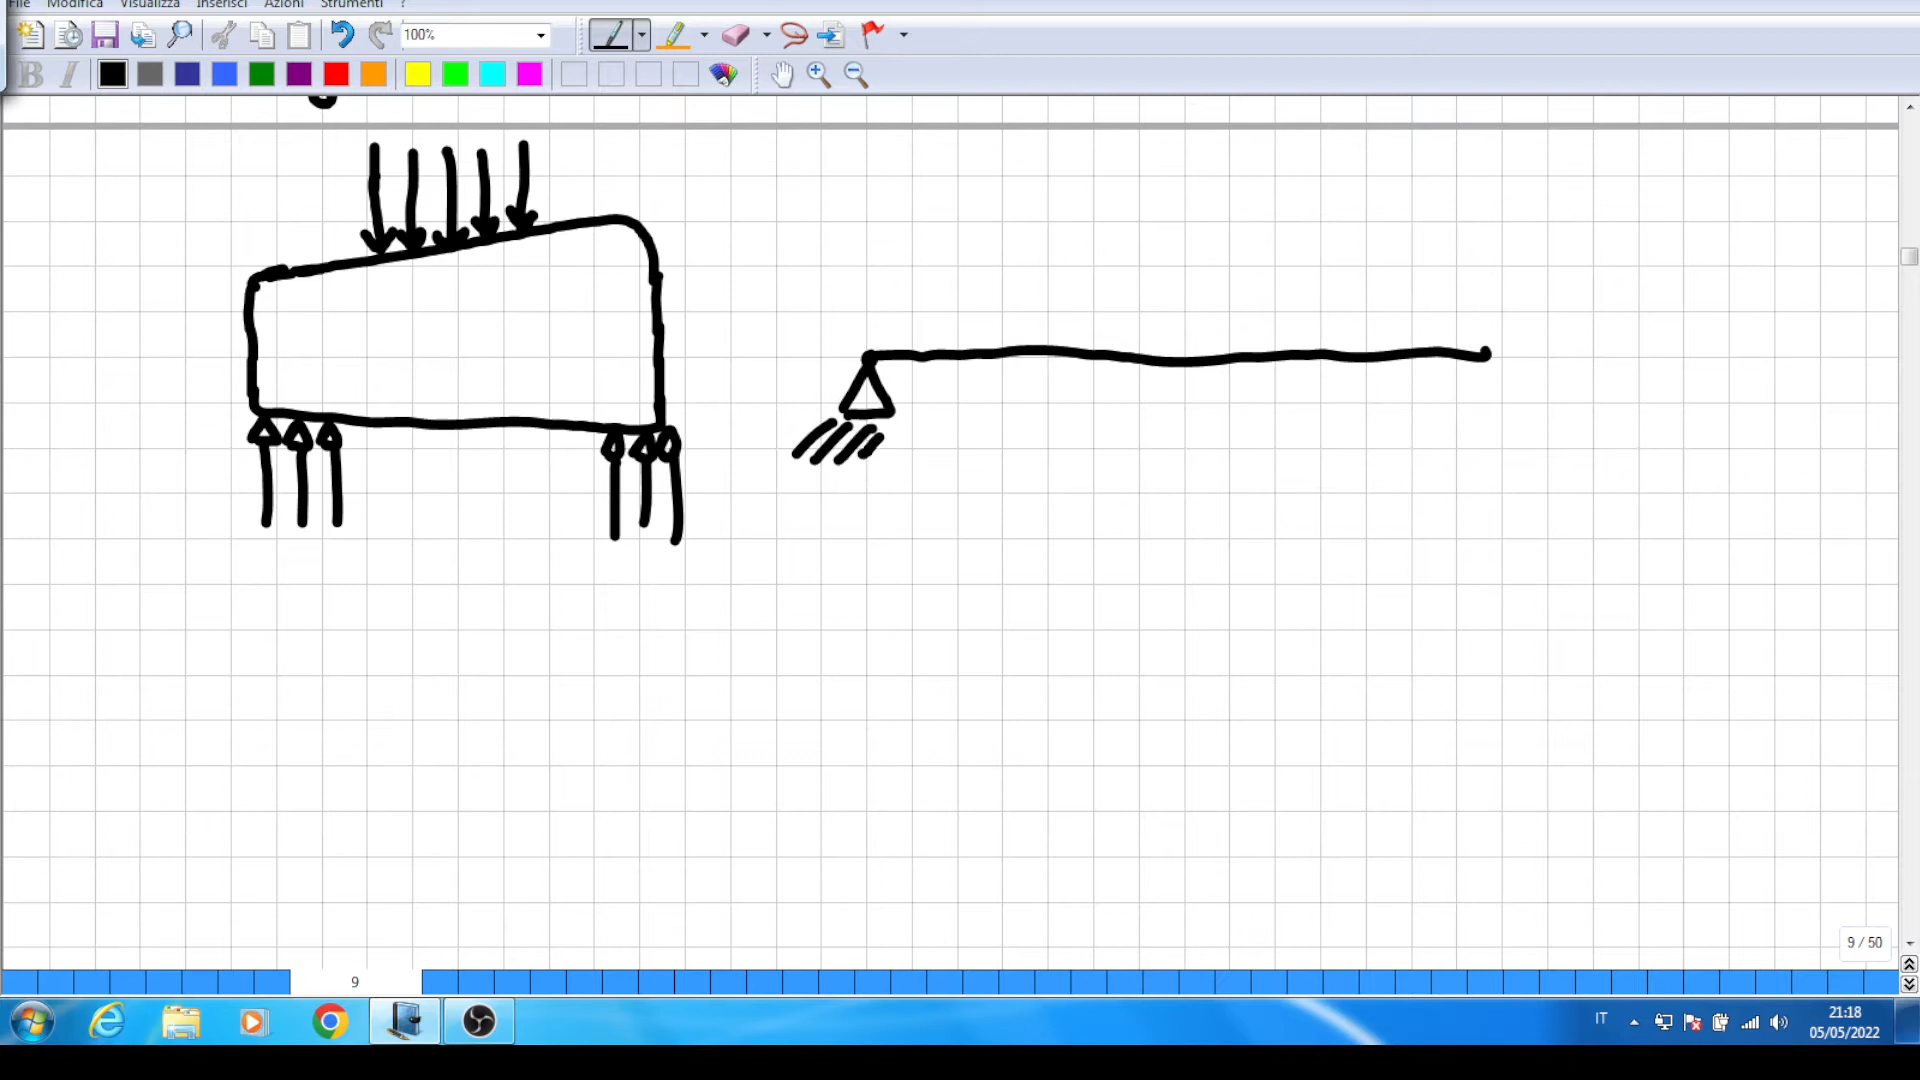 File Modifica Visualizza Inserisci Azioni Strumenti ?
100%
B I
9 / 50
9
IT
21:18
05/05/2022